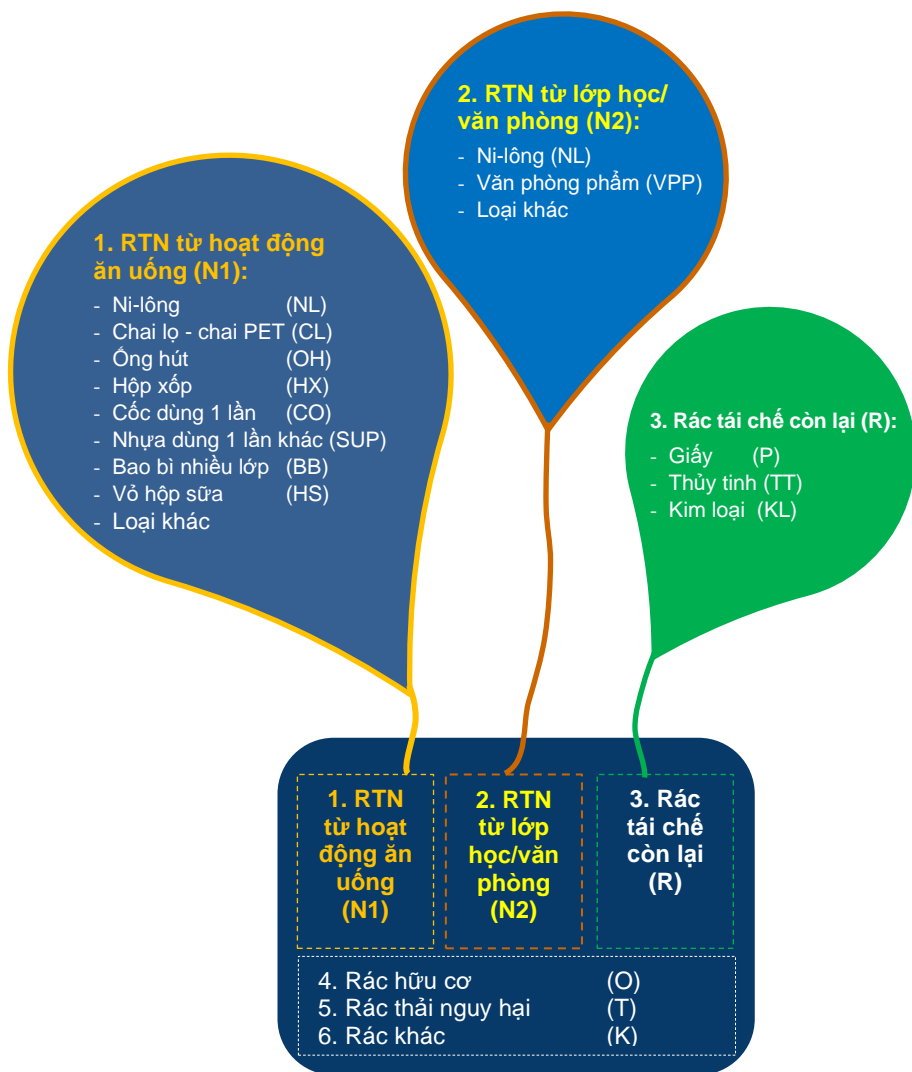 2. RTN từ lớp học/
văn phòng (N2):
- Ni-lông (NL)
- Văn phòng phẩm (VPP)
- Loại khác
1. RTN từ hoạt động
ăn uống (N1):
- Ni-lông (NL)
- Chai lọ - chai PET (CL)
- Ống hút (OH)
- Hộp xốp (HX)
- Cốc dùng 1 lần (CO)
- Nhựa dùng 1 lần khác (SUP)
- Bao bì nhiều lớp (BB)
- Vỏ hộp sữa (HS)
- Loại khác
3. Rác tái chế còn lại (R):
- Giấy (P)
- Thủy tinh (TT)
- Kim loại (KL)
1. RTN
từ hoạt
động ăn
uống
(N1)
2. RTN
từ lớp
học/văn
phòng
(N2)
3. Rác
tái chế
còn lại
(R)
4. Rác hữu cơ (O)
5. Rác thải nguy hại (T)
6. Rác khác (K)